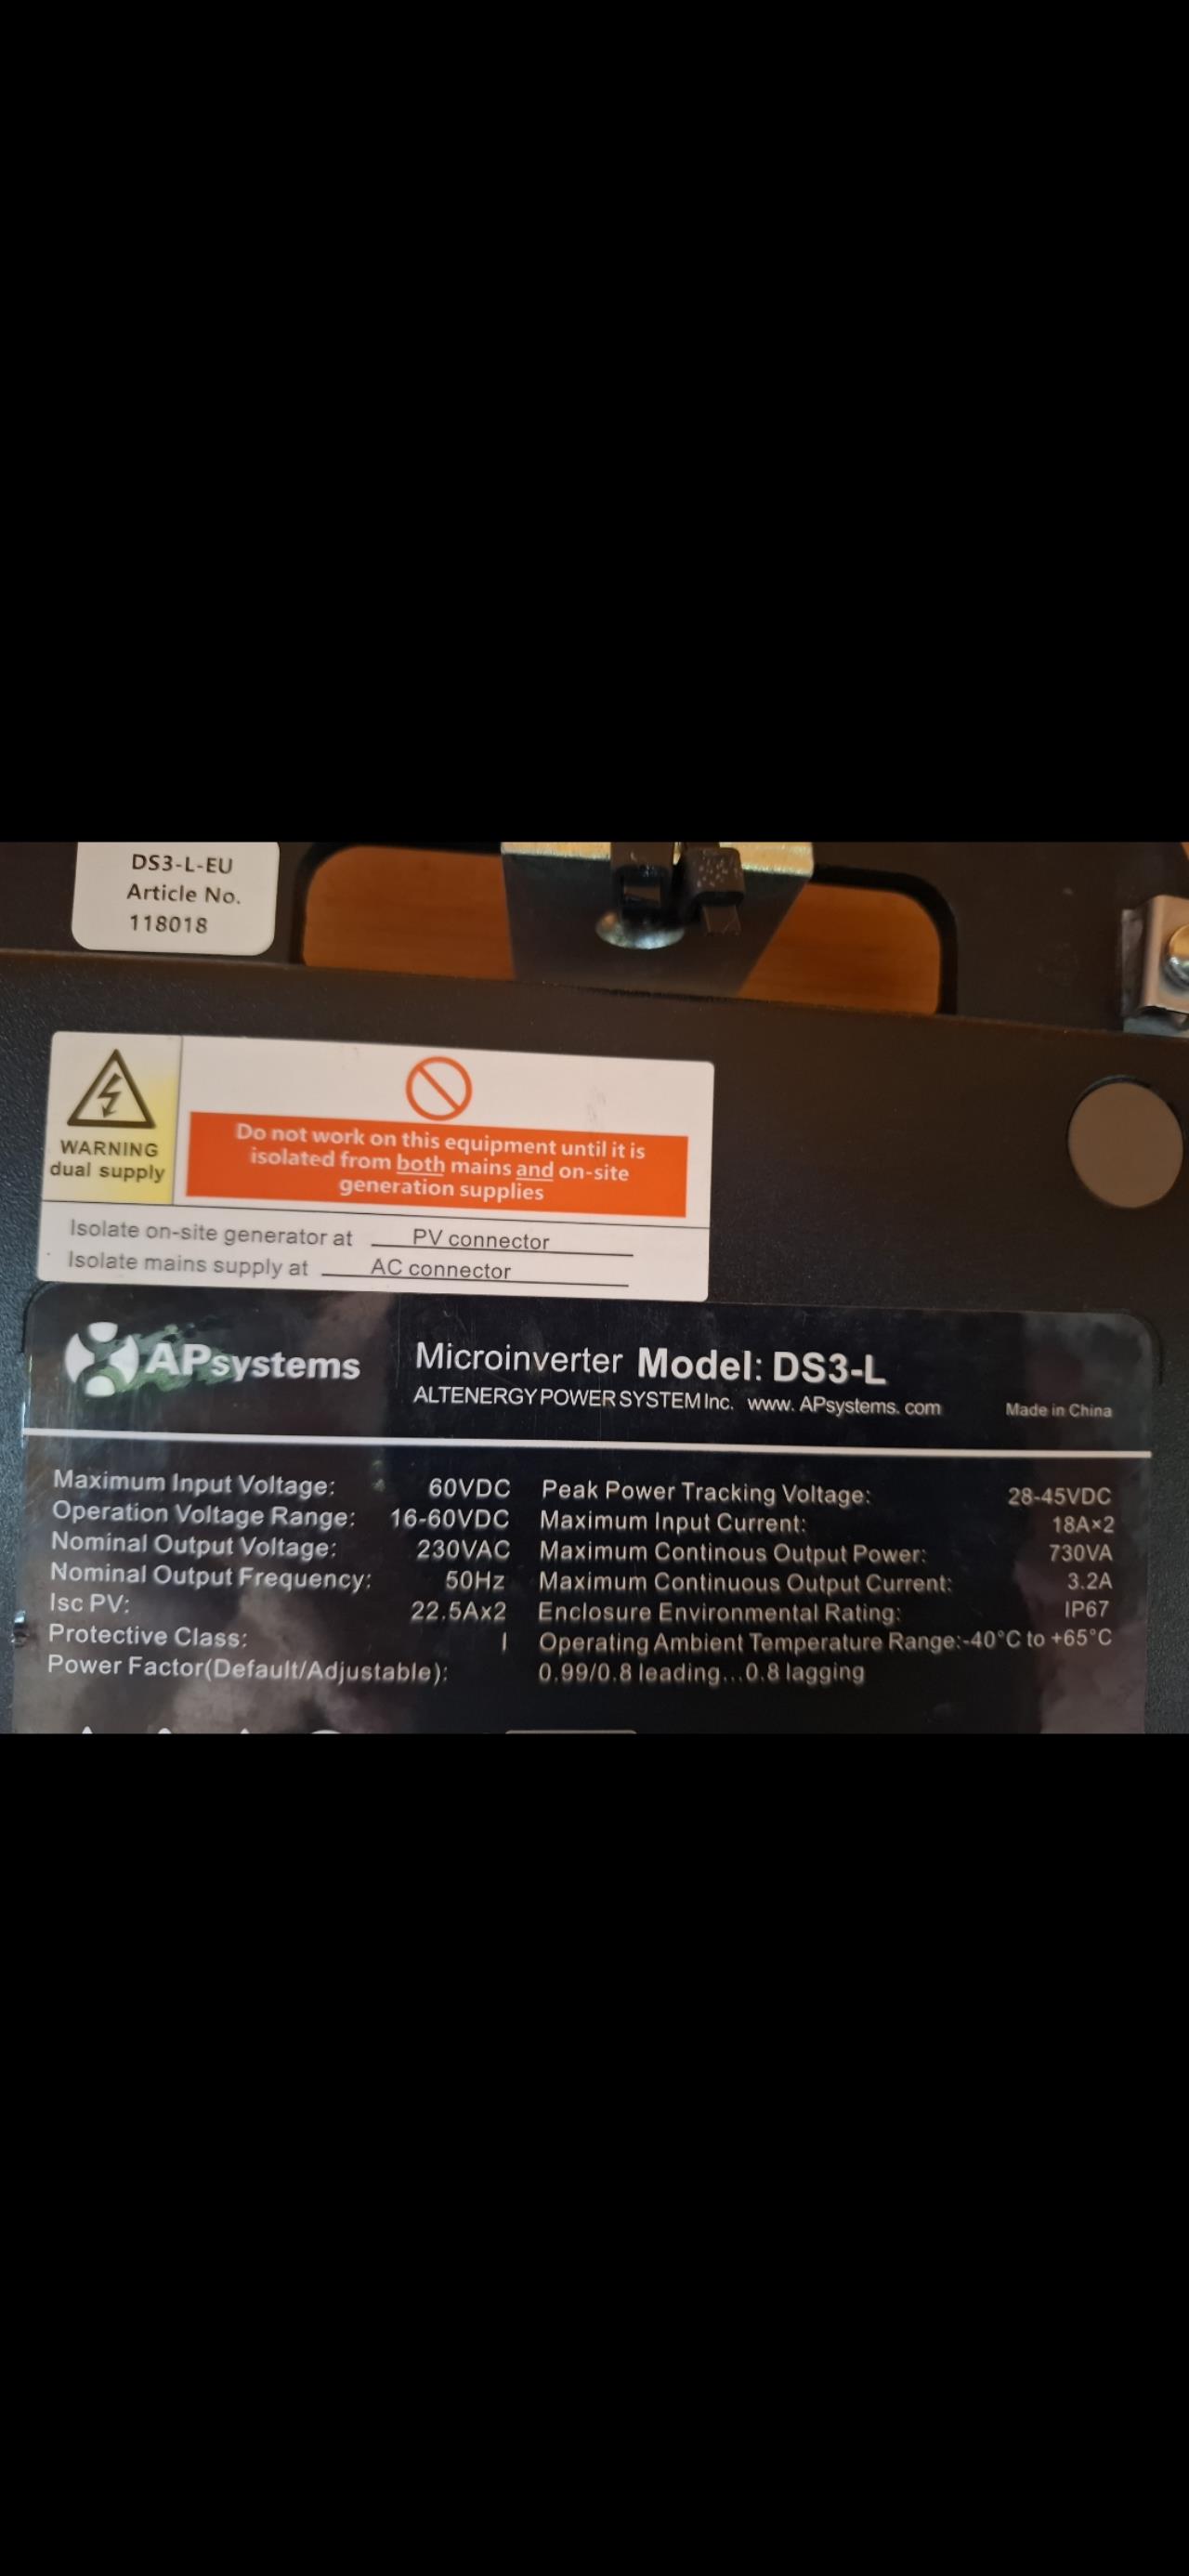 DS3-L-EU
Article No.
118018
WARNING
dual supply
Do not work on this equipment until it is
isolated from both mains and on-site
generation supplies
Isolate on-site generator at PV connector
Isolate mains supply at AC connector
APsystems
Microinverter Model: DS3-L
ALTENERGY POWER SYSTEM Inc. www. APsystems. com Made in China
Maximum Input Voltage: 60VDC Peak Power Tracking Voltage: 28-45VDC
Operation Voltage Range: 16-60VDC Maximum Input Current: 18A×2
Nominal Output Voltage: 230VAC Maximum Continous Output Power: 730VA
Nominal Output Frequency: 50Hz Maximum Continuous Output Current: 3.2A
Isc PV: 22.5Ax2 Enclosure Environmental Rating: IP67
Protective Class: I Operating Ambient Temperature Range:-40°C to +65°C
Power Factor(Default/Adjustable): 0.99/0.8 leading...0.8 lagging